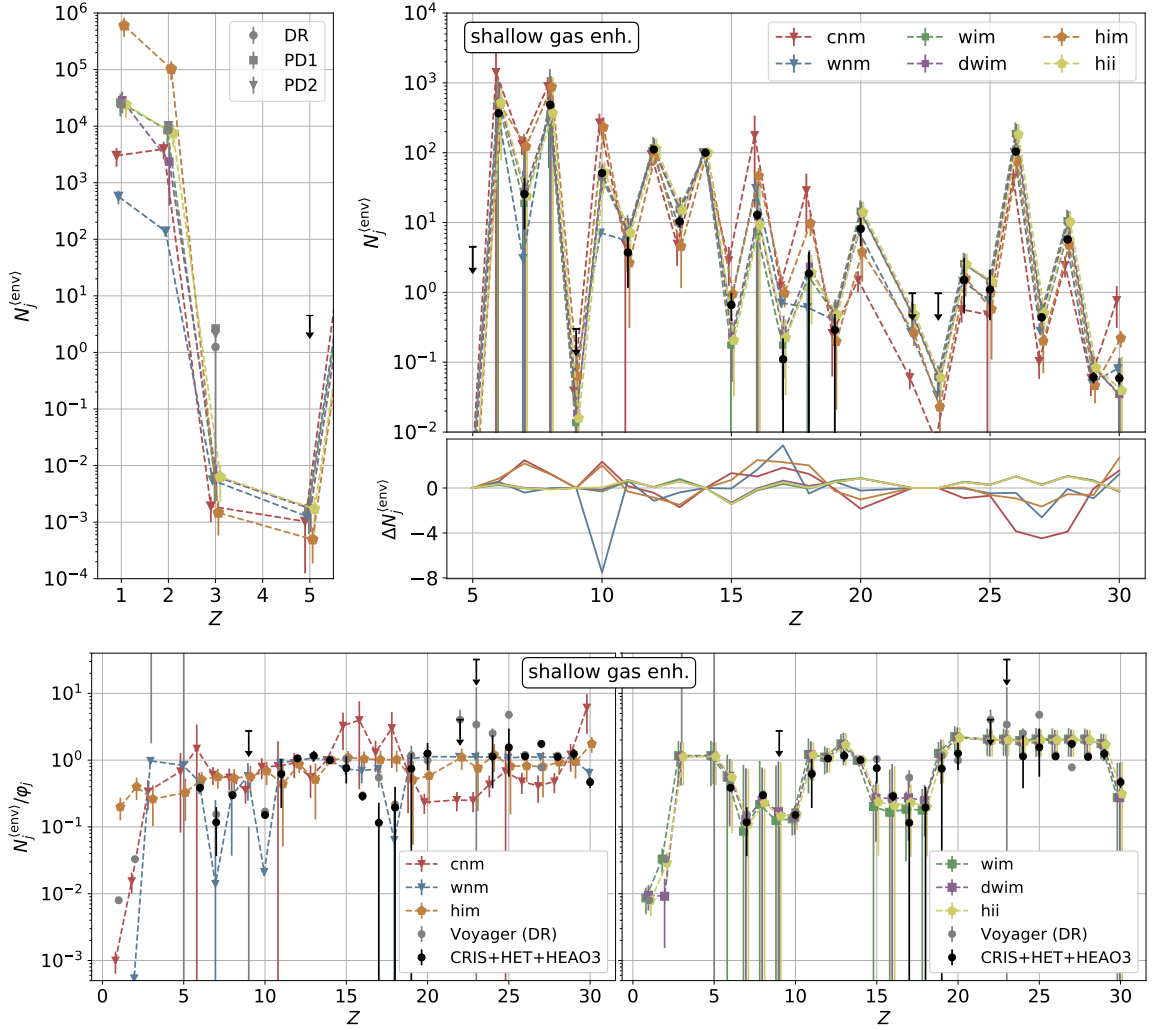 10^6
10^5
10^4
10^3
10^2
10^1
10^0
10^{-1}
10^{-2}
10^{-3}
10^{-4}
N_j^{(env)}
DR
PD1
PD2
1 2 3 4 5
Z
10^4
10^3
10^2
10^1
10^0
10^{-1}
10^{-2}
N_j^{(env)}
shallow gas enh.
cnm wim him
wnm dwim hii
0
−4
−8
ΔN_j^{(env)}
5 10 15 20 25 30
Z
shallow gas enh.
10^1
10^0
10^{-1}
10^{-2}
10^{-3}
N_j^{(env)}/φ_j
cnm
wnm
him
Voyager (DR)
CRIS+HET+HEAO3
0 5 10 15 20 25 30
Z
wim
dwim
hii
Voyager (DR)
CRIS+HET+HEAO3
0 5 10 15 20 25 30
Z